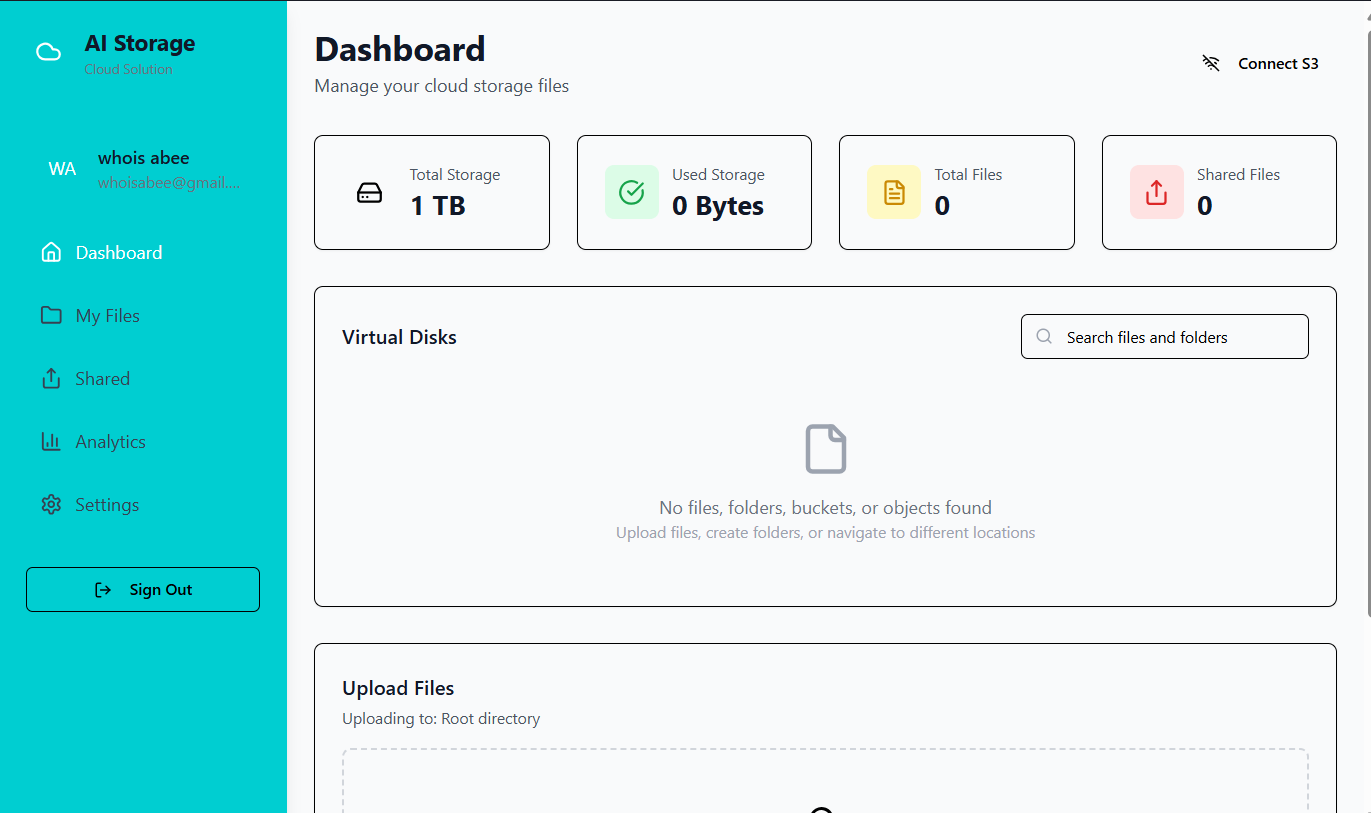 AI Storage
Cloud Solution
WA
whois abee
whoisabee@gmail....
Dashboard
My Files
Shared
Analytics
Settings
Sign Out
Dashboard
Manage your cloud storage files
Connect S3
Total Storage
1 TB
Used Storage
0 Bytes
Total Files
0
Shared Files
0
Virtual Disks
Search files and folders
No files, folders, buckets, or objects found
Upload files, create folders, or navigate to different locations
Upload Files
Uploading to: Root directory